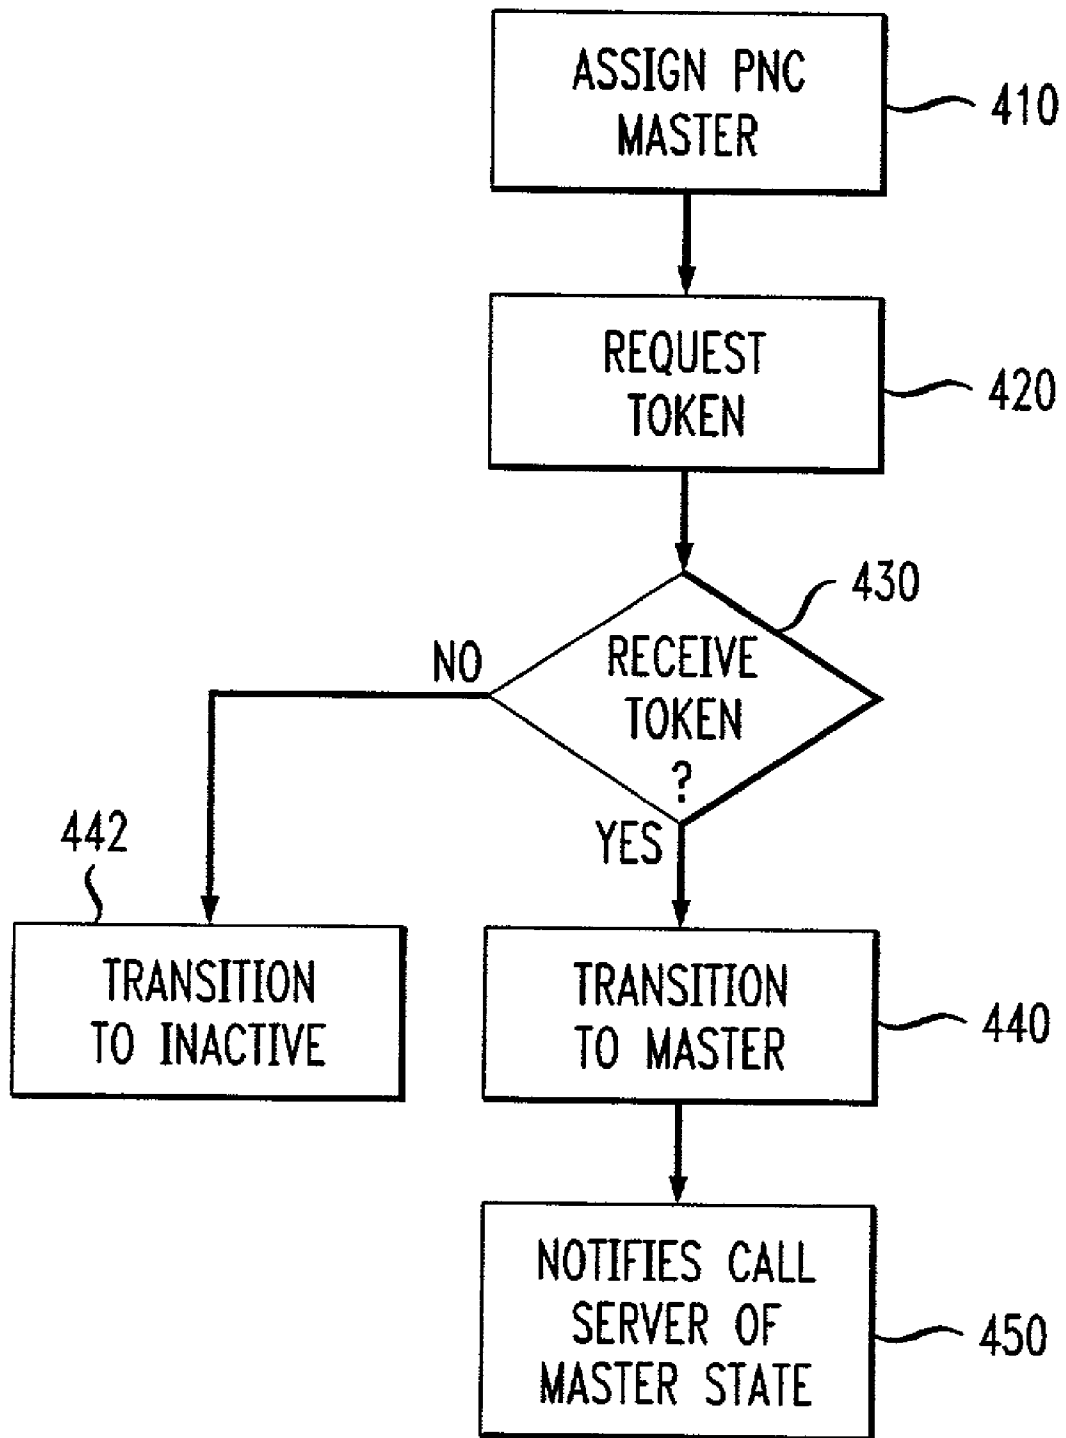 ASSIGN PNC
MASTER
410
REQUEST
TOKEN
420
430
RECEIVE
TOKEN
?
NO
YES
442
TRANSITION
TO INACTIVE
TRANSITION
TO MASTER
440
NOTIFIES CALL
SERVER OF
MASTER STATE
450